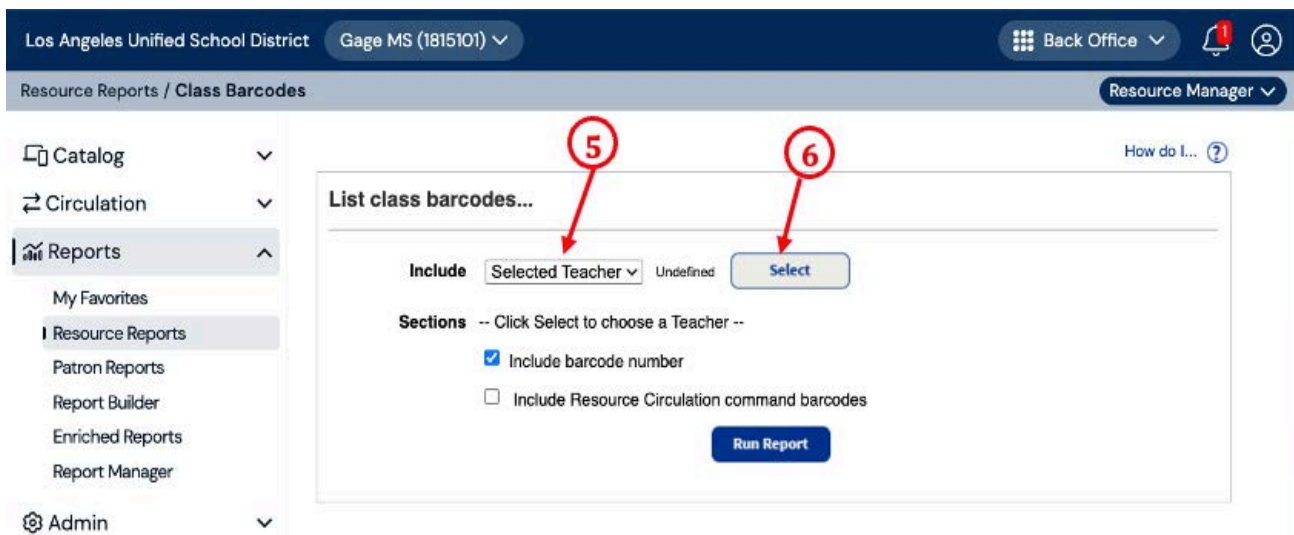 Los Angeles Unified School District Gage MS (1815101) Back Office 1
Resource Reports / Class Barcodes Resource Manager
Catalog
Circulation
Reports
My Favorites
Resource Reports
Patron Reports
Report Builder
Enriched Reports
Report Manager
Admin
5 6 How do I... ?
List class barcodes...
Include Selected Teacher Undefined Select
Sections -- Click Select to choose a Teacher --
Include barcode number
Include Resource Circulation command barcodes
Run Report